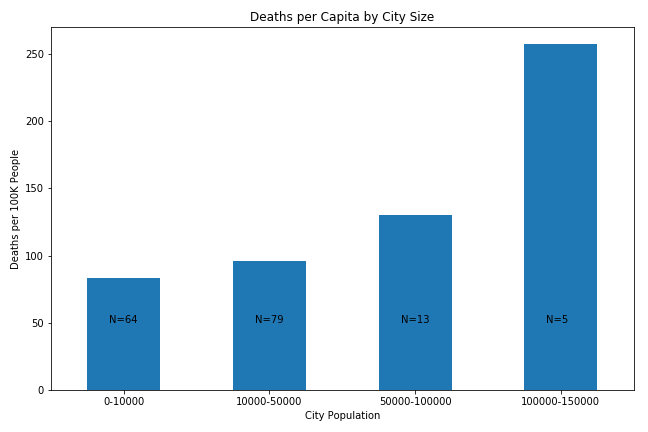 Deaths per Capita by City Size
Deaths per 100K People
250
200
150
100
50
0
N=64
N=79
N=13
N=5
0-10000
10000-50000
50000-100000
100000-150000
City Population